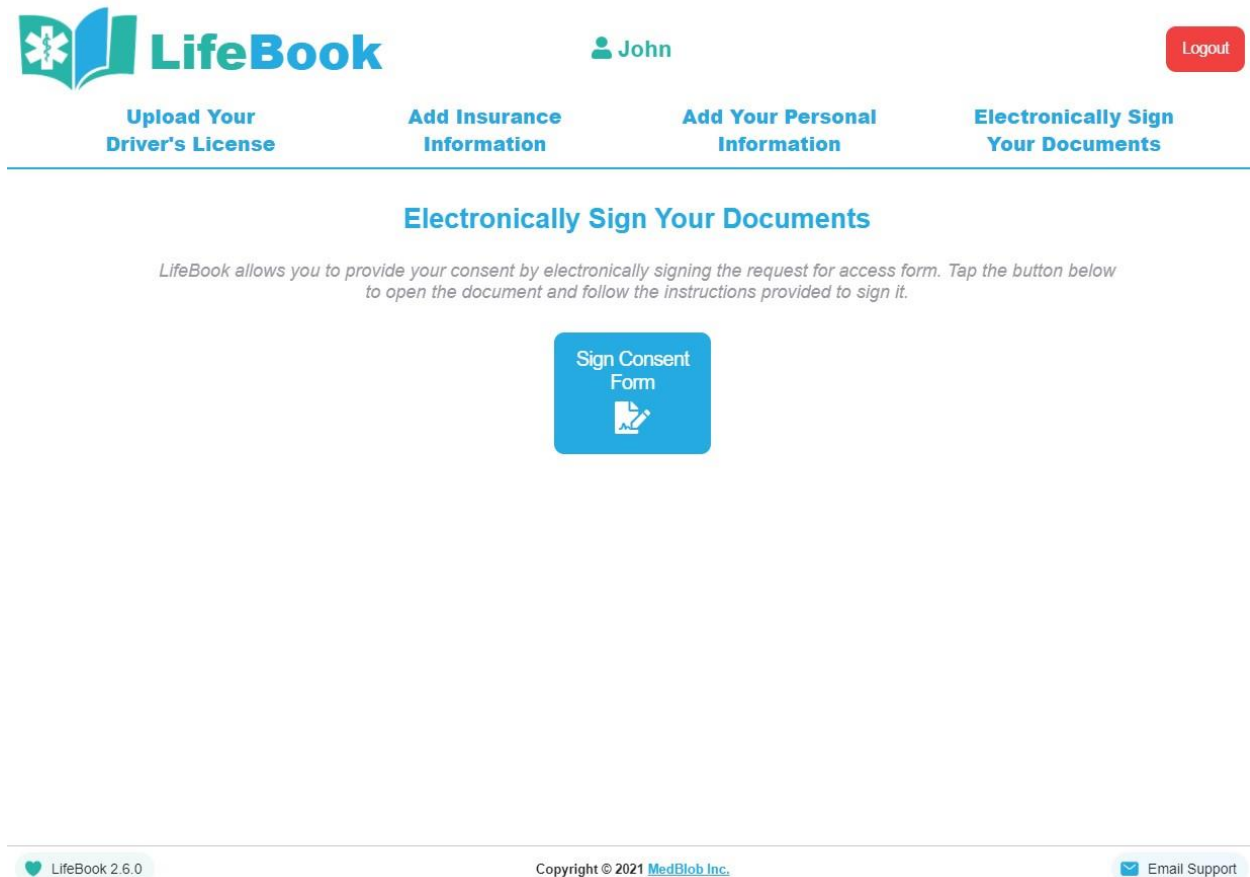 LifeBook
John
Logout
Upload Your
Driver's License
Add Insurance
Information
Add Your Personal
Information
Electronically Sign
Your Documents
Electronically Sign Your Documents
LifeBook allows you to provide your consent by electronically signing the request for access form. Tap the button below
to open the document and follow the instructions provided to sign it.
Sign Consent
Form
LifeBook 2.6.0
Copyright © 2021 MedBlob Inc.
Email Support